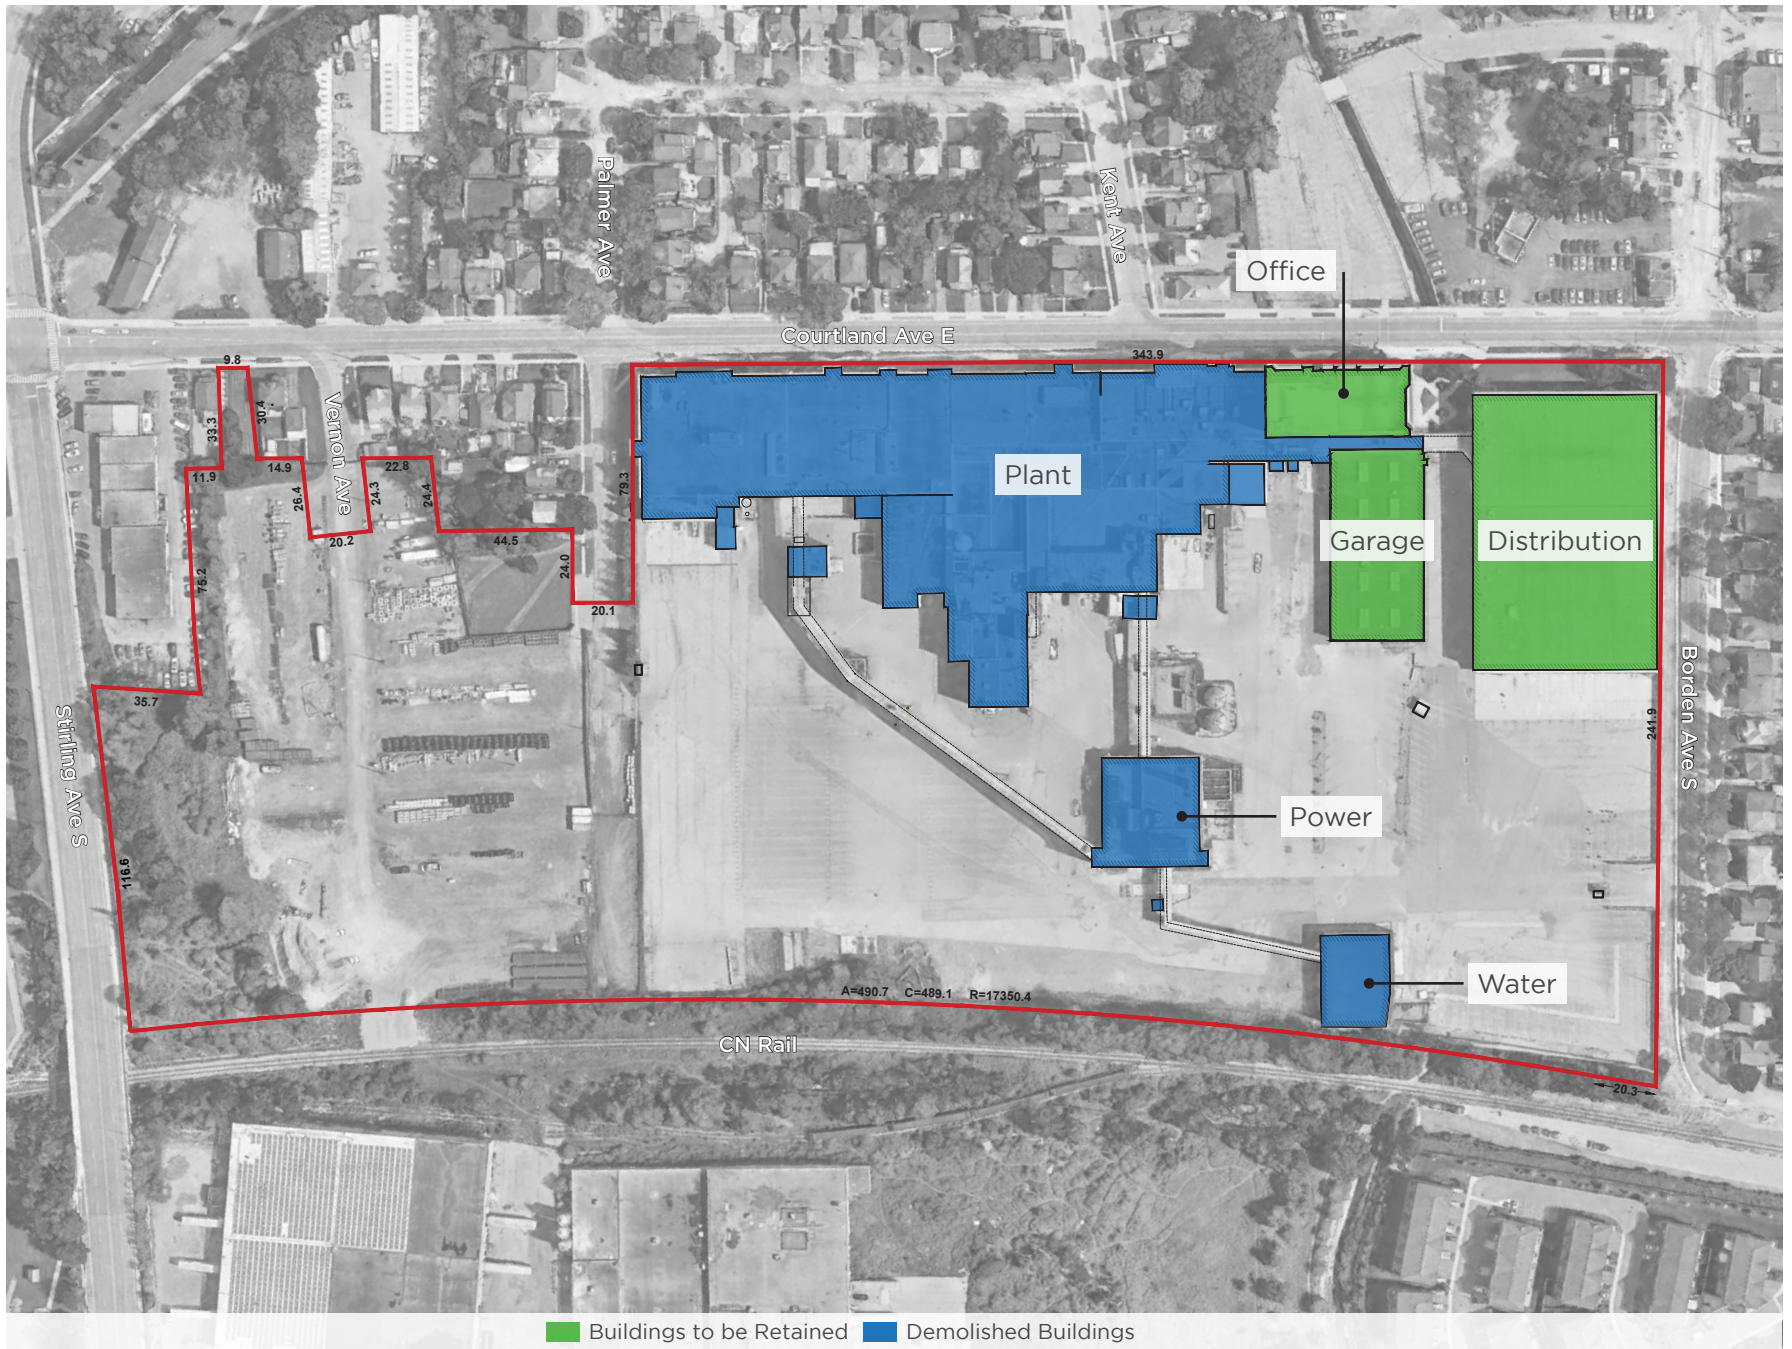 Palmer Ave
Kent Ave
Office
Courtland Ave E
343.9
9.8
33.3
30.4
Vernon Ave
11.9
14.9
26.4
24.3
22.8
24.4
20.2
44.5
24.0
20.1
79.3
75.2
35.7
Plant
Garage
Distribution
Stirling Ave S
116.6
Borden Ave S
241.9
Power
Water
A=490.7 C=489.1 R=17350.4
CN Rail
20.3
Buildings to be Retained
Demolished Buildings